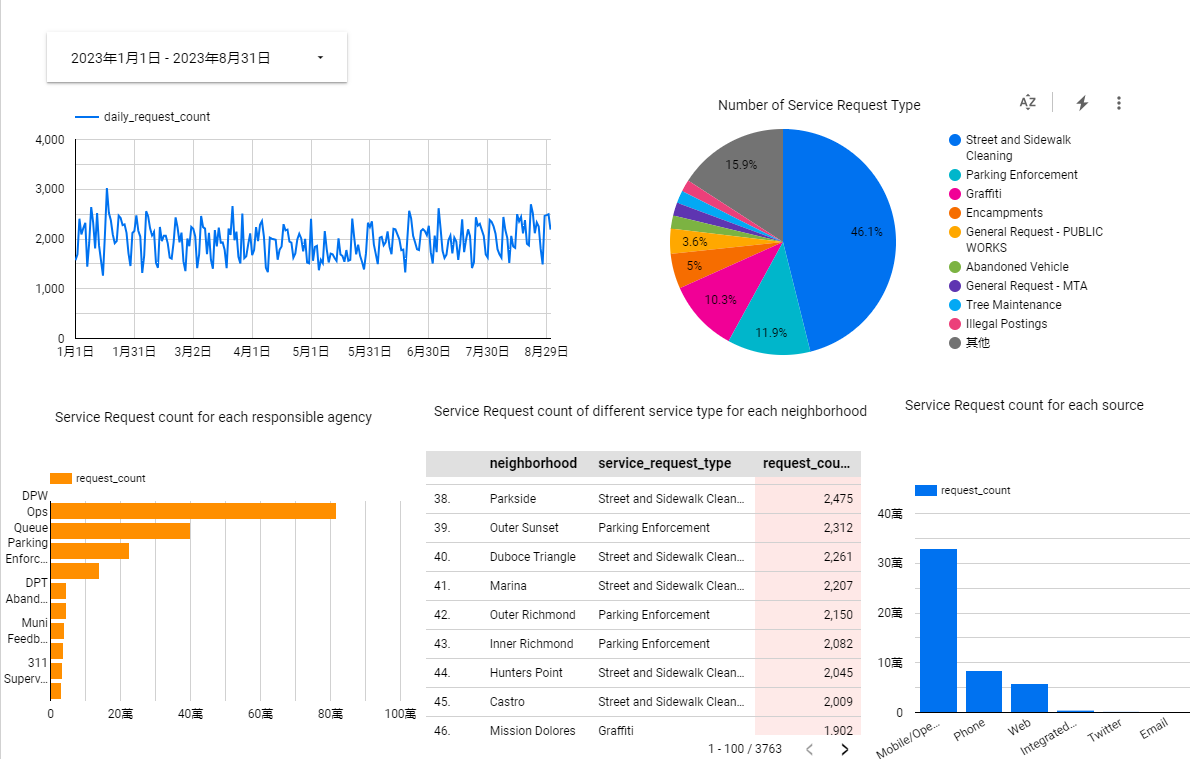 2023年1月1日 - 2023年8月31日
daily_request_count
4,000
3,000
2,000
1,000
0
1月1日 1月31日 3月2日 4月1日 5月1日 5月31日 6月30日 7月30日 8月29日
Number of Service Request Type
AZ
15.9%
46.1%
3.6%
5%
10.3%
11.9%
Street and Sidewalk
Cleaning
Parking Enforcement
Graffiti
Encampments
General Request - PUBLIC
WORKS
Abandoned Vehicle
General Request - MTA
Tree Maintenance
Illegal Postings
其他
Service Request count for each responsible agency
request_count
DPW
Ops
Queue
Parking
Enforc...
DPT
Aband...
Muni
Feedb...
311
Superv...
0 20萬 40萬 60萬 80萬 100萬
Service Request count of different service type for each neighborhood
neighborhood service_request_type request_cou...
38. Parkside Street and Sidewalk Clean... 2,475
39. Outer Sunset Parking Enforcement 2,312
40. Duboce Triangle Street and Sidewalk Clean... 2,261
41. Marina Street and Sidewalk Clean... 2,207
42. Outer Richmond Parking Enforcement 2,150
43. Inner Richmond Parking Enforcement 2,082
44. Hunters Point Street and Sidewalk Clean... 2,045
45. Castro Street and Sidewalk Clean... 2,009
46. Mission Dolores Graffiti 1,902
1 - 100 / 3763
Service Request count for each source
request_count
40萬
30萬
20萬
10萬
0
Mobile/Ope... Phone Web Integrated... Twitter Email